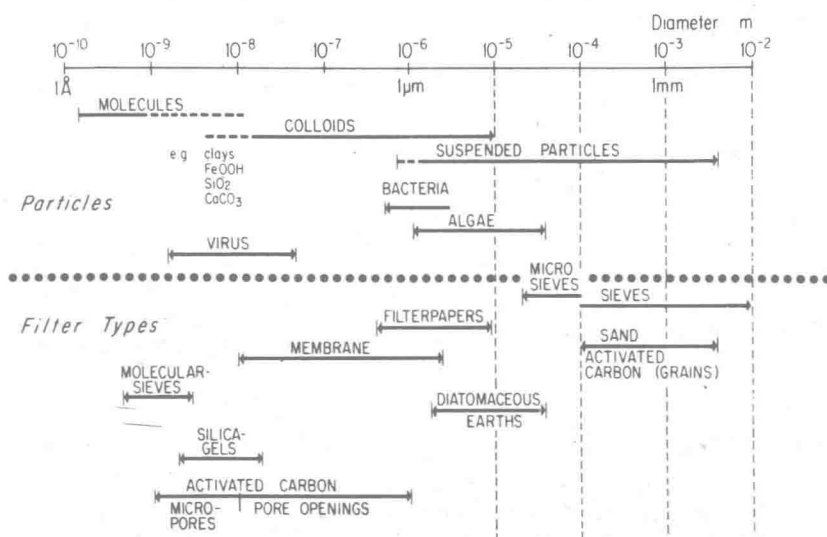 Diameter m
10⁻¹⁰ 10⁻⁹ 10⁻⁸ 10⁻⁷ 10⁻⁶ 10⁻⁵ 10⁻⁴ 10⁻³ 10⁻²
1Å 1μm 1mm
MOLECULES
COLLOIDS
e.g clays
FeOOH
SiO₂
CaCO₃
SUSPENDED PARTICLES
BACTERIA
Particles
ALGAE
VIRUS
MICRO
SIEVES
SIEVES
Filter Types
FILTERPAPERS
SAND
MEMBRANE
ACTIVATED
CARBON (GRAINS)
MOLECULAR-
SIEVES
DIATOMACEOUS
EARTHS
SILICA-
GELS
ACTIVATED CARBON
MICRO-
PORES
PORE OPENINGS